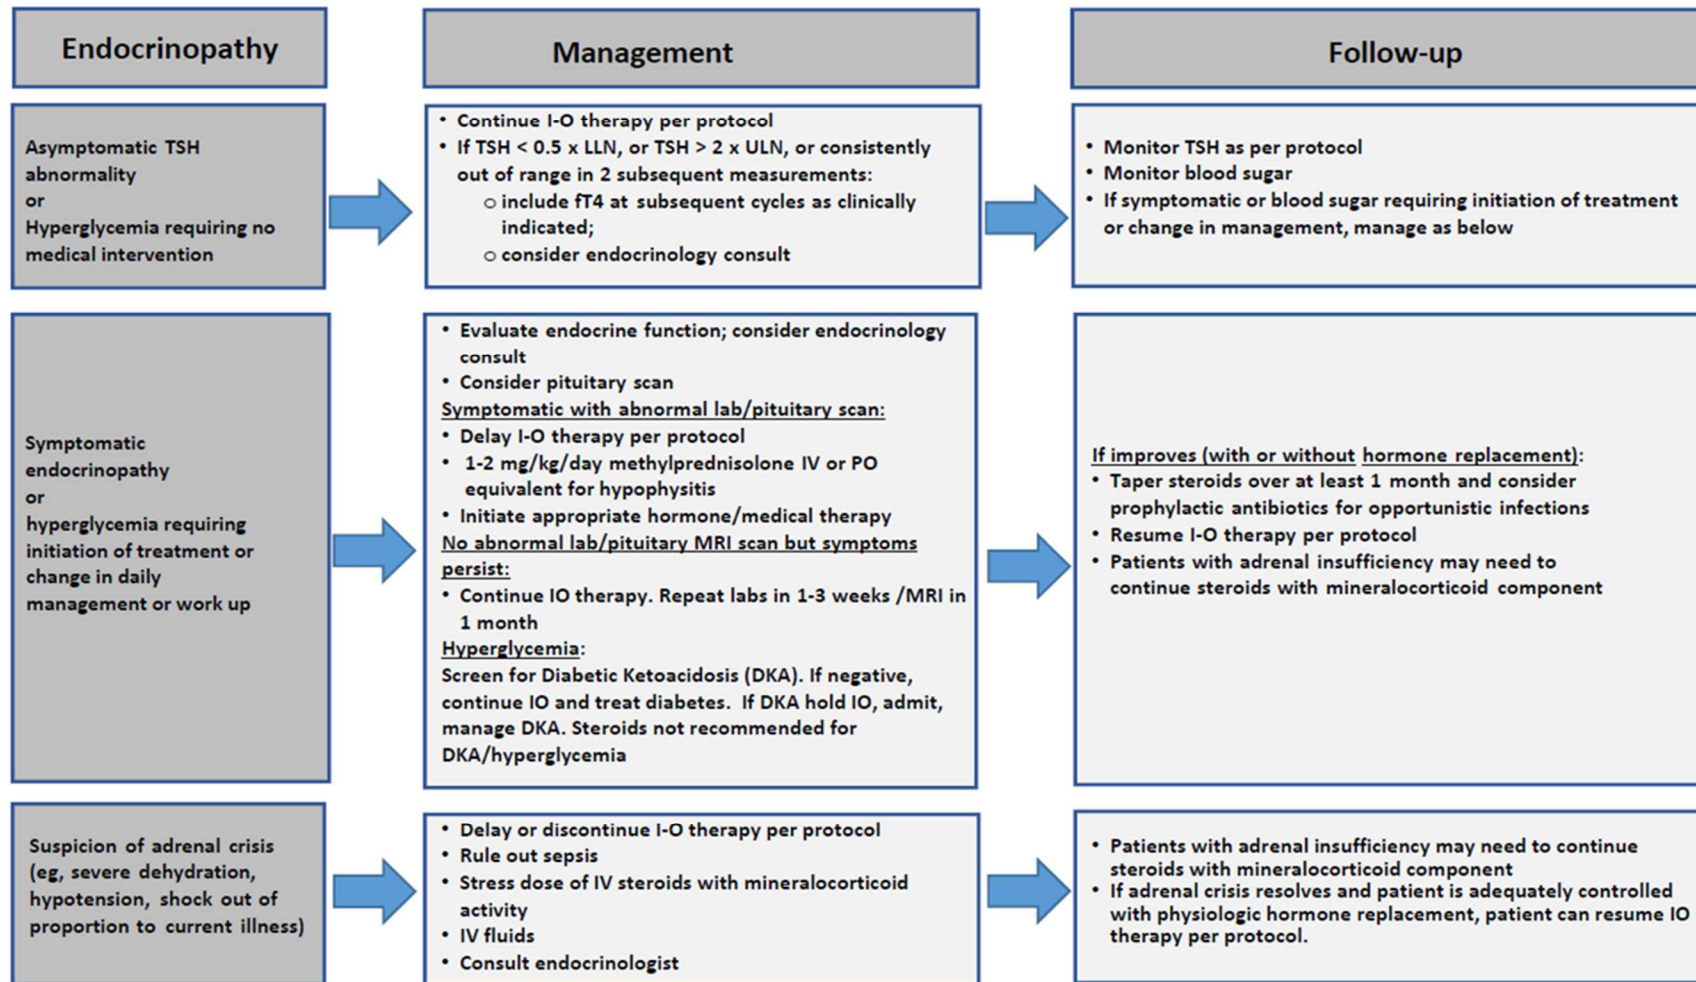 Endocrinopathy
Management
Follow-up
Asymptomatic TSH
abnormality
or
Hyperglycemia requiring no
medical intervention
• Continue I-O therapy per protocol
• If TSH < 0.5 x LLN, or TSH > 2 x ULN, or consistently
out of range in 2 subsequent measurements:
o include fT4 at subsequent cycles as clinically
indicated;
o consider endocrinology consult
• Monitor TSH as per protocol
• Monitor blood sugar
• If symptomatic or blood sugar requiring initiation of treatment
or change in management, manage as below
Symptomatic
endocrinopathy
or
hyperglycemia requiring
initiation of treatment or
change in daily
management or work up
• Evaluate endocrine function; consider endocrinology
consult
• Consider pituitary scan
Symptomatic with abnormal lab/pituitary scan:
• Delay I-O therapy per protocol
• 1-2 mg/kg/day methylprednisolone IV or PO
equivalent for hypophysitis
• Initiate appropriate hormone/medical therapy
No abnormal lab/pituitary MRI scan but symptoms
persist:
• Continue IO therapy. Repeat labs in 1-3 weeks /MRI in
1 month
Hyperglycemia:
Screen for Diabetic Ketoacidosis (DKA). If negative,
continue IO and treat diabetes. If DKA hold IO, admit,
manage DKA. Steroids not recommended for
DKA/hyperglycemia
If improves (with or without hormone replacement):
• Taper steroids over at least 1 month and consider
prophylactic antibiotics for opportunistic infections
• Resume I-O therapy per protocol
• Patients with adrenal insufficiency may need to
continue steroids with mineralocorticoid component
Suspicion of adrenal crisis
(eg, severe dehydration,
hypotension, shock out of
proportion to current illness)
• Delay or discontinue I-O therapy per protocol
• Rule out sepsis
• Stress dose of IV steroids with mineralocorticoid
activity
• IV fluids
• Consult endocrinologist
• Patients with adrenal insufficiency may need to continue
steroids with mineralocorticoid component
• If adrenal crisis resolves and patient is adequately controlled
with physiologic hormone replacement, patient can resume IO
therapy per protocol.